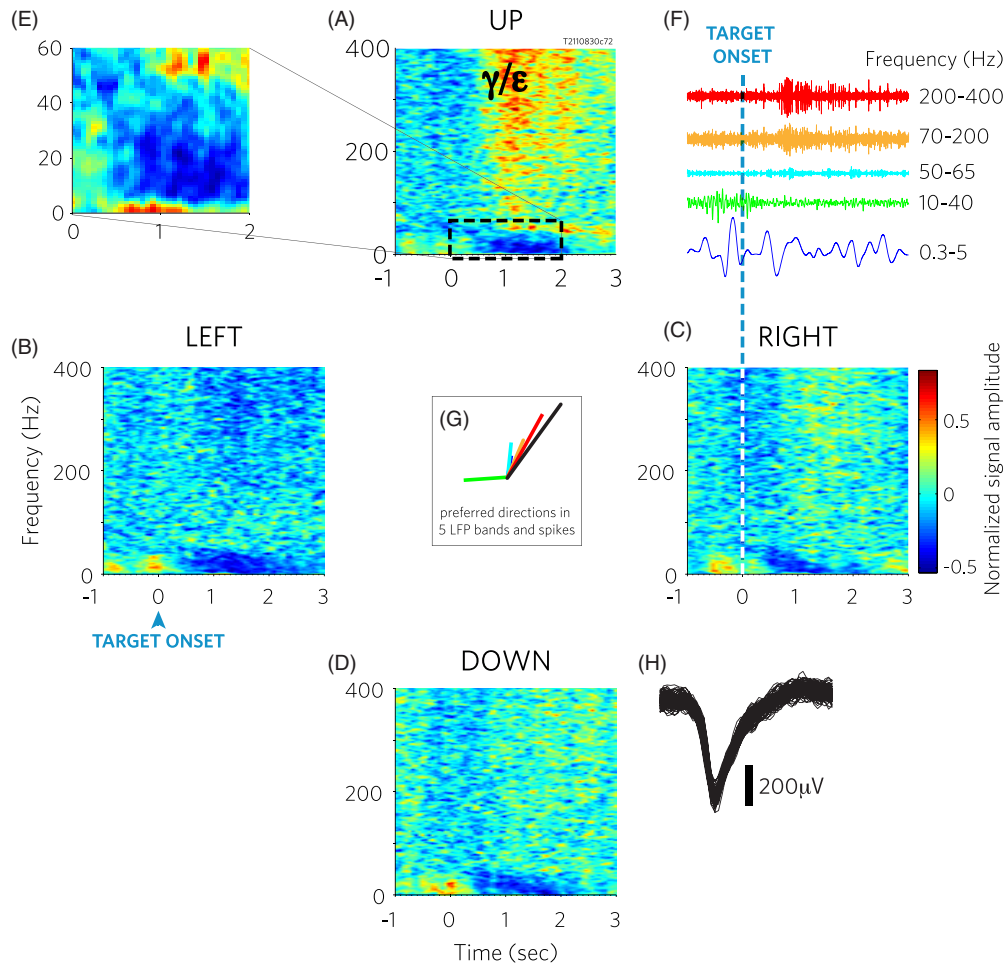 (E)
60
40
20
0
0
1
2
(A)
UP
T2110830c72
400
200
0
γ/ε
-1
0
1
2
3
(F)
TARGET
ONSET
Frequency (Hz)
200-400
70-200
50-65
10-40
0.3-5
(B)
LEFT
Frequency (Hz)
400
200
0
-1
0
1
2
3
TARGET ONSET
(G)
preferred directions in
5 LFP bands and spikes
(C)
RIGHT
400
200
0
-1
0
1
2
3
0.5
0
-0.5
Normalized signal amplitude
(D)
DOWN
400
200
0
-1
0
1
2
3
Time (sec)
(H)
200μV